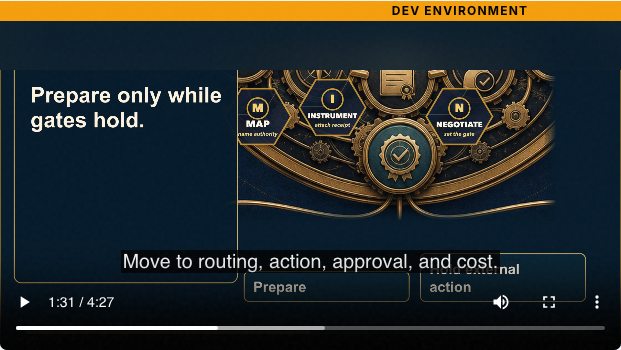 DEV ENVIRONMENT
Prepare only while
gates hold.
M
MAP
name authority
I
INSTRUMENT
attach receipt
N
NEGOTIATE
set the gate
Move to routing, action, approval, and cost.
Prepare
action
1:31 / 4:27